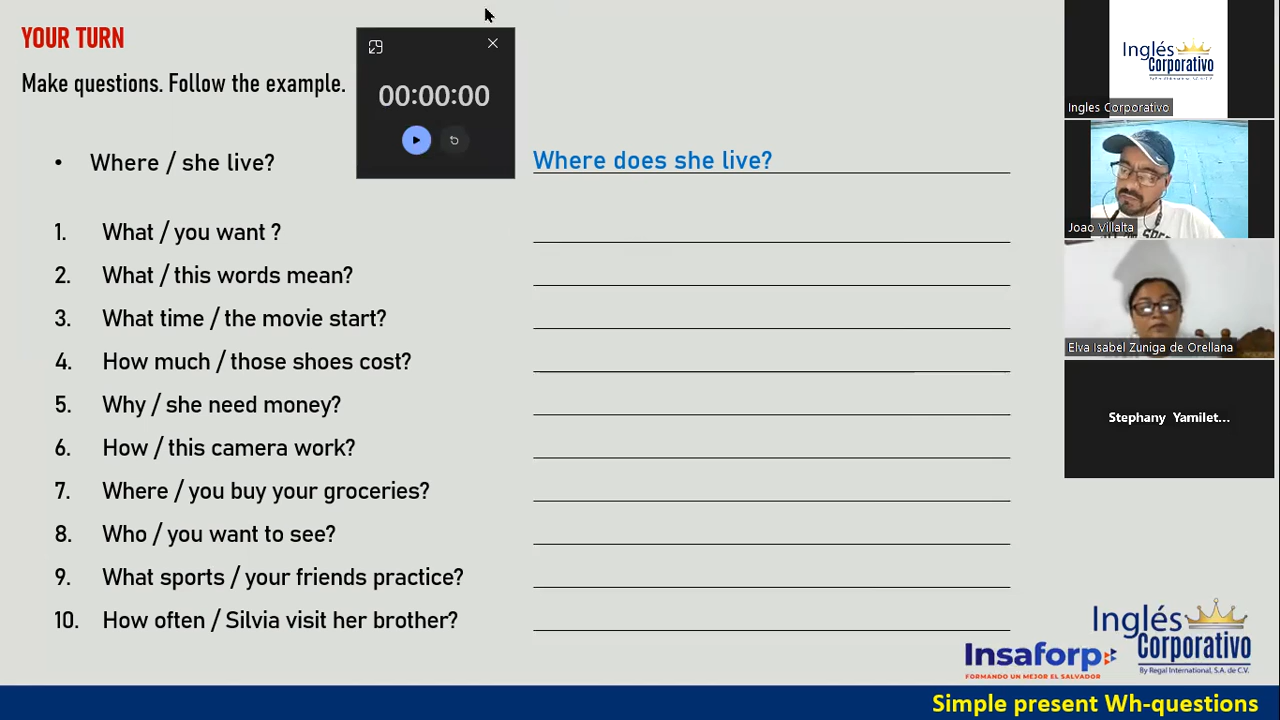 YOUR TURN
Make questions. Follow the example.
00:00:00
• Where / she live?
Where does she live?
1. What / you want ?
2. What / this words mean?
3. What time / the movie start?
4. How much / those shoes cost?
5. Why / she need money?
6. How / this camera work?
7. Where / you buy your groceries?
8. Who / you want to see?
9. What sports / your friends practice?
10. How often / Silvia visit her brother?
Inglés
Corporativo
Ingles Corporativo
Joao Villalta
Elva Isabel Zuniga de Orellana
Stephany Yamilet...
Insaforp
FORMANDO UN MEJOR EL SALVADOR
Inglés
Corporativo
By Regal International, S.A. de C.V.
Simple present Wh-questions